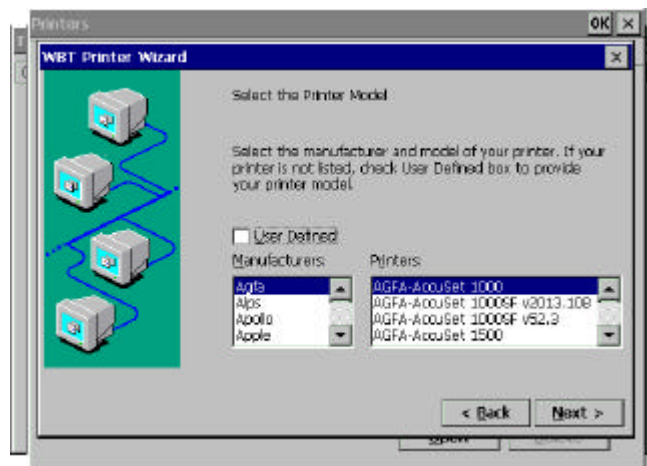 Printers OK
WBT Printer Wizard
Select the Printer Model
Select the manufacturer and model of your printer. If your
printer is not listed, check User Defined box to provide
your printer model
User Defined
Manufacturers Printers
Agfa AGFA-AccuSet 1000
Alps AGFA-AccuSet 1000SF v2013.108
Apollo AGFA-AccuSet 1000SF v52.3
Apple AGFA-AccuSet 1500
< Back Next >
Open